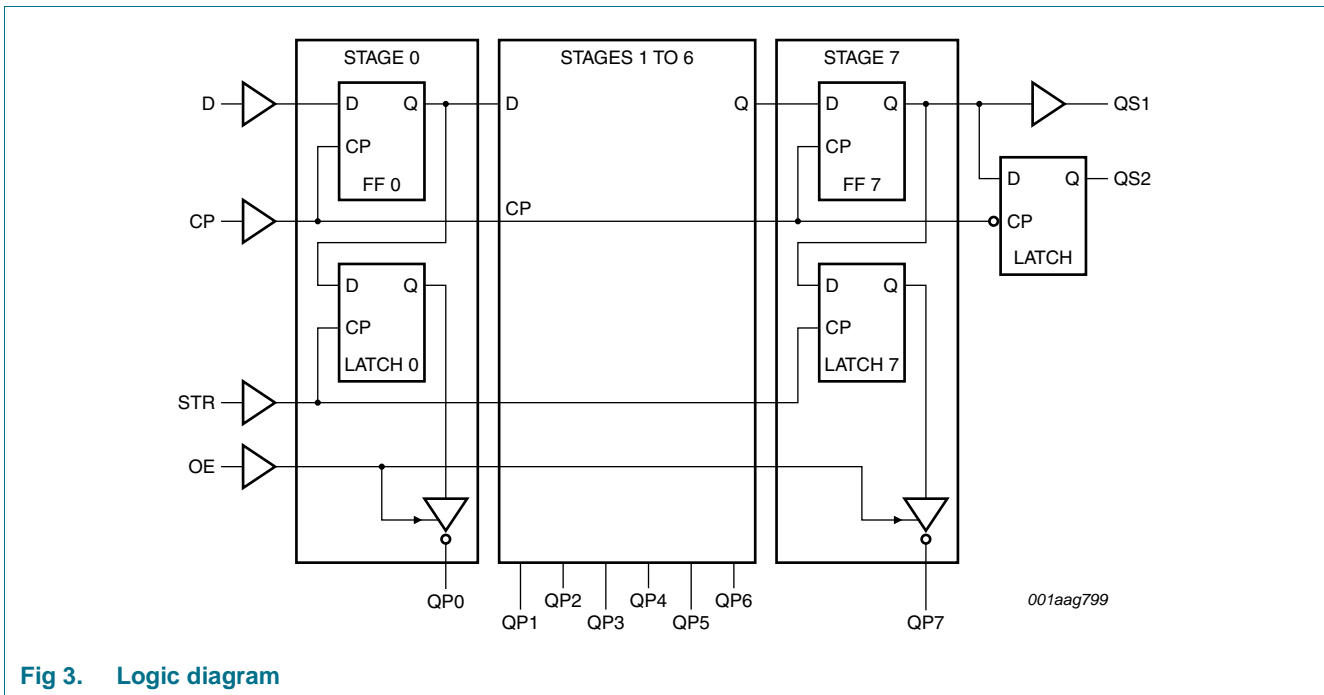 STAGE 0
STAGES 1 TO 6
STAGE 7
D
D Q
D Q
D Q
QS1
CP
CP
FF 0
FF 7
D Q
QS2
CP
CP
CP
LATCH
D Q
D Q
CP
CP
LATCH 0
LATCH 7
STR
OE
QP0
QP2
QP4
QP6
QP1
QP3
QP5
QP7
001aag799
Fig 3. Logic diagram